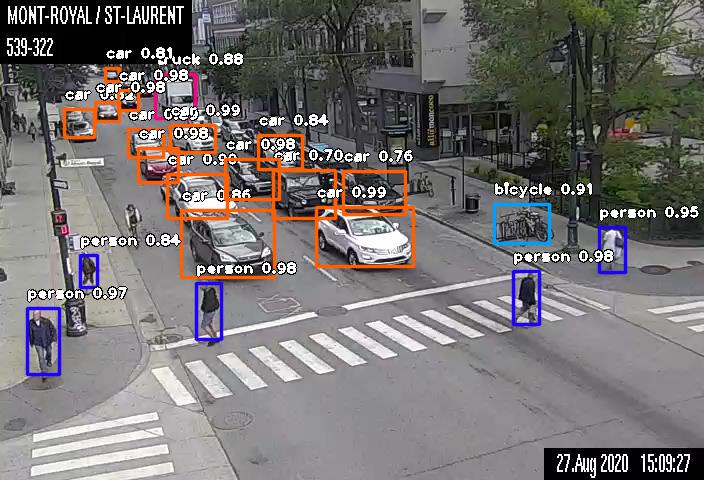 MONT-ROYAL / ST-LAURENT
539-322
car 0.81
truck 0.88
car 0.98
car 0.98
car 0.99
car 0.84
car 0.98
car 0.98
car 0.70
car 0.76
car 0.86
car 0.99
bicycle 0.91
person 0.95
person 0.84
person 0.98
person 0.98
person 0.97
27.Aug 2020 15:09:27